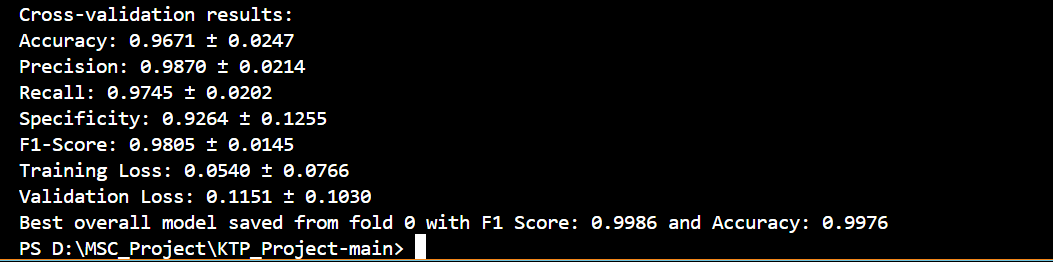 Cross-validation results:
Accuracy: 0.9671 ± 0.0247
Precision: 0.9870 ± 0.0214
Recall: 0.9745 ± 0.0202
Specificity: 0.9264 ± 0.1255
F1-Score: 0.9805 ± 0.0145
Training Loss: 0.0540 ± 0.0766
Validation Loss: 0.1151 ± 0.1030
Best overall model saved from fold 0 with F1 Score: 0.9986 and Accuracy: 0.9976
PS D:\MSC_Project\KTP_Project-main>